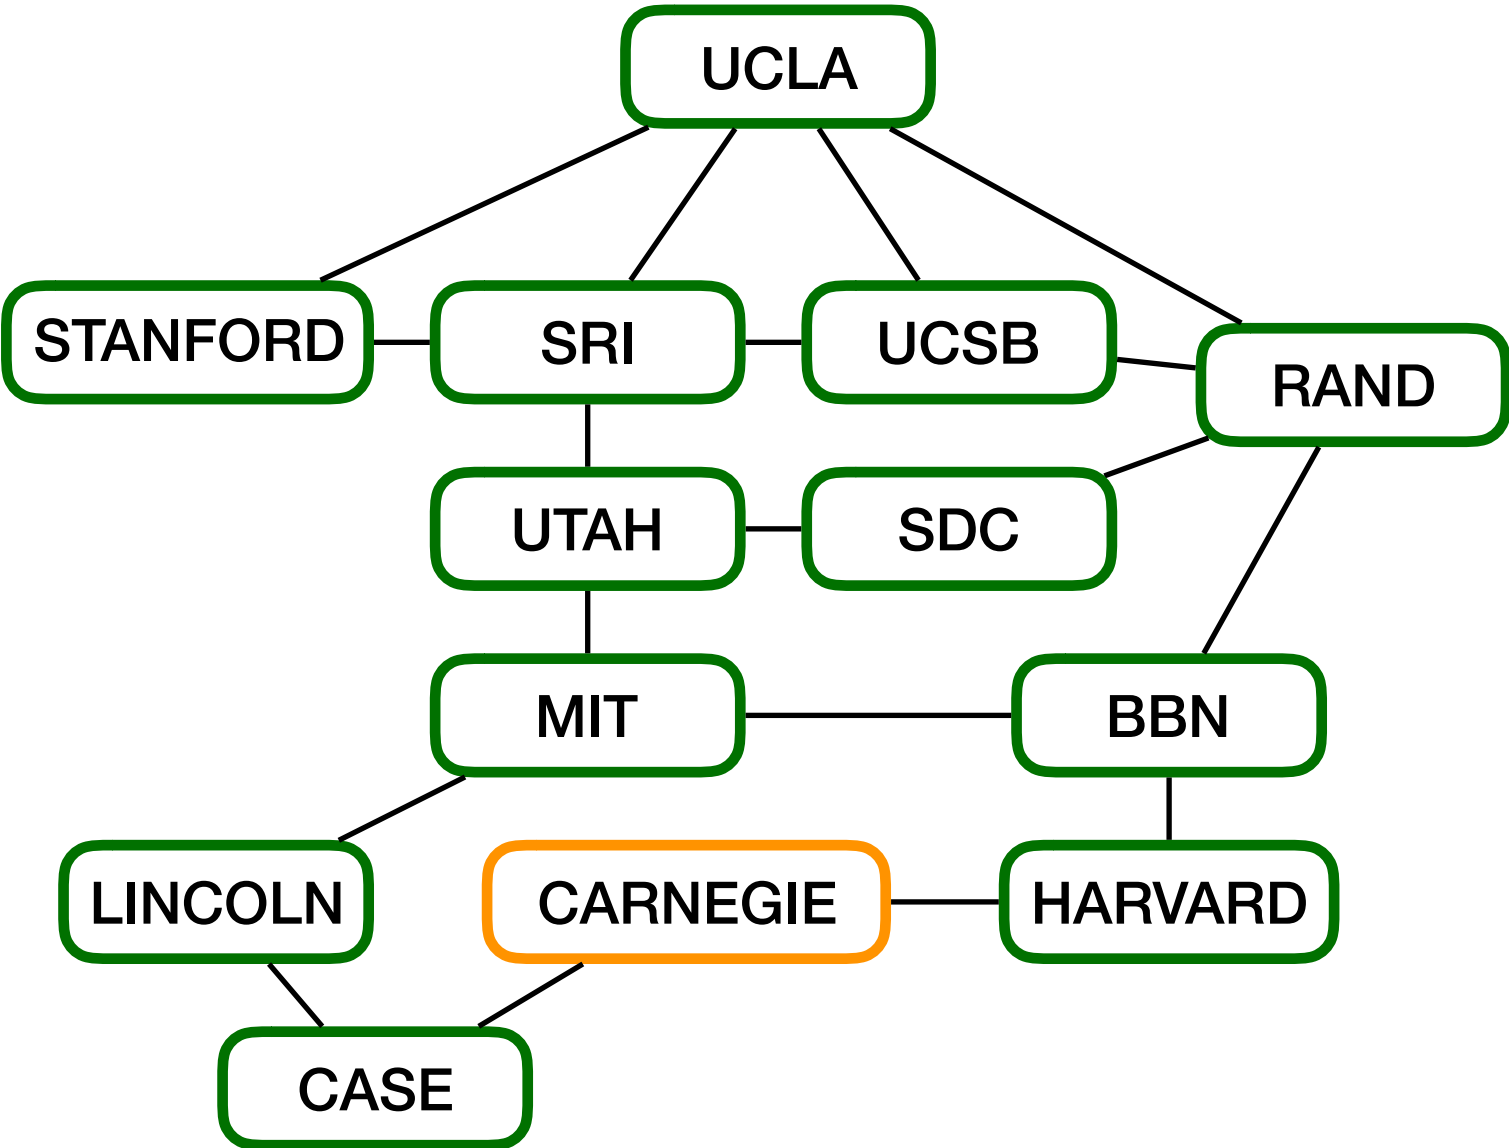 UCLA
STANFORD
SRI
UCSB
RAND
UTAH
SDC
MIT
BBN
LINCOLN
CARNEGIE
HARVARD
CASE